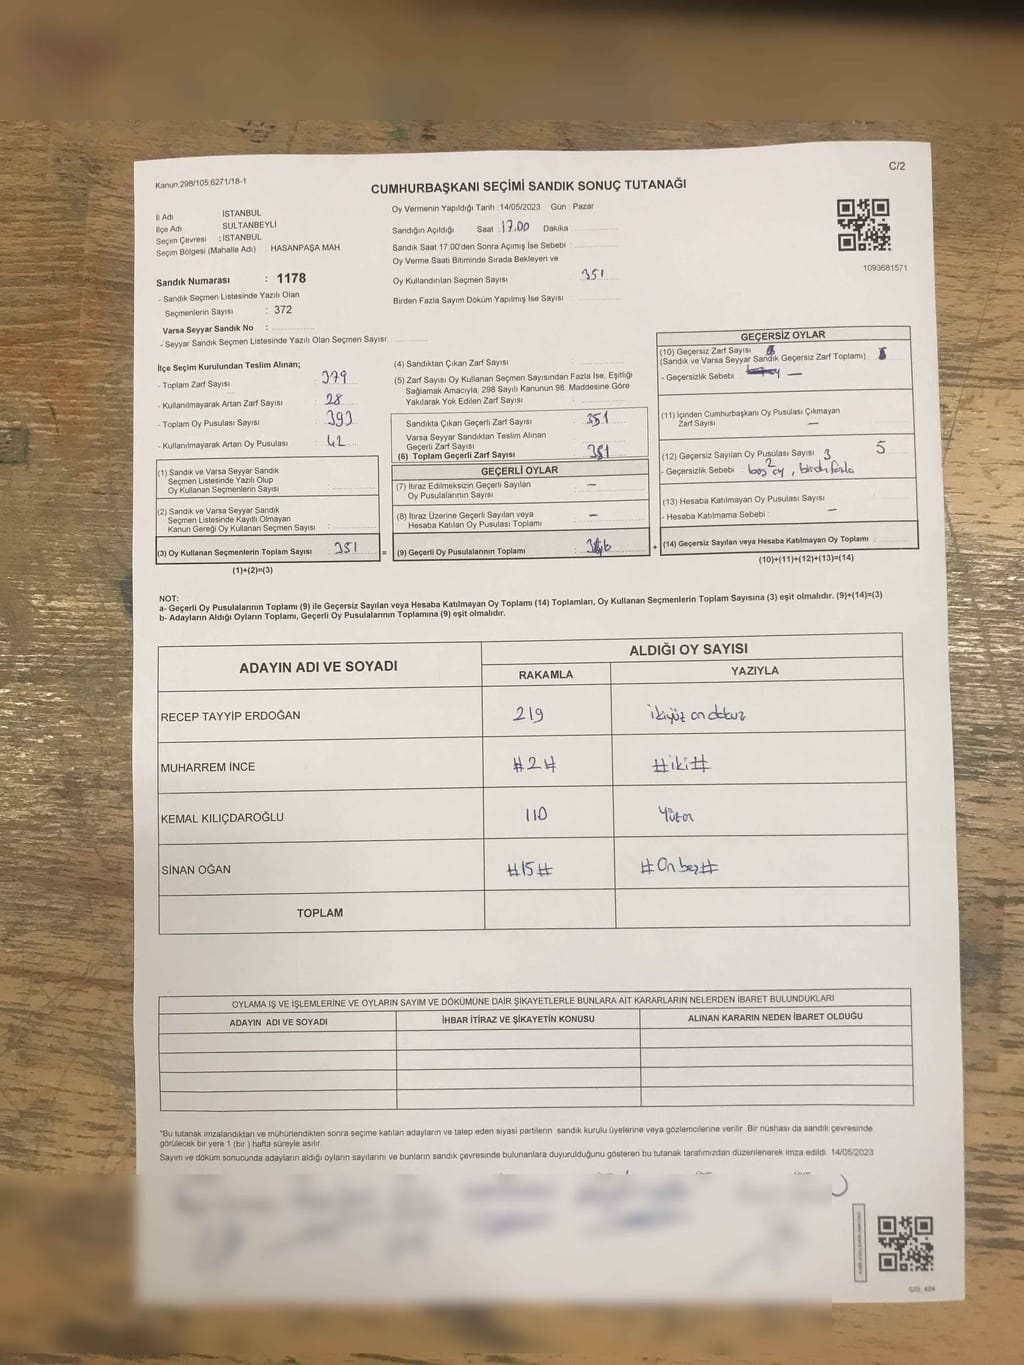 C/2
Kanun;298/105;6271/16-1
CUMHURBAŞKANI SEÇİMİ SANDIK SONUÇ TUTANAĞI
İl Adı İSTANBUL
İlçe Adı SULTANBEYLİ
Seçim Çevresi : İSTANBUL
Seçim Bölgesi (Mahalle Adı) : HASANPAŞA MAH.
Sandık Numarası : 1178
- Sandık Seçmen Listesinde Yazılı Olan
Seçmenlerin Sayısı : 372
Varsa Seyyar Sandık No :
- Seyyar Sandık Seçmen Listesinde Yazılı Olan Seçmen Sayısı:
Oy Vermenin Yapıldığı Tarih : 14/05/2023 Gün : Pazar
Sandığın Açıldığı Saat : 17.00 Dakika :
Sandık Saat 17:00'den Sonra Açımış İse Sebebi :
Oy Verme Saati Bitiminde Sırada Bekleyen ve
Oy Kullandırılan Seçmen Sayısı : 351
Birden Fazla Sayım Döküm Yapılmış İse Sayısı :
1093681571
İlçe Seçim Kurulundan Teslim Alınan;
- Toplam Zarf Sayısı : 379
- Kullanılmayarak Artan Zarf Sayısı : 28
- Toplam Oy Pusulası Sayısı : 393
- Kullanılmayarak Artan Oy Pusulası : 42
(1) Sandık ve Varsa Seyyar Sandık
Seçmen Listesinde Yazılı Olup
Oy Kullanan Seçmenlerin Sayısı :
(2) Sandık ve Varsa Seyyar Sandık
Seçmen Listesinde Kayıtlı Olmayan
Kanun Gereği Oy Kullanan Seçmen Sayısı :
(3) Oy Kullanan Seçmenlerin Toplam Sayısı : 351 =
(1)+(2)=(3)
(4) Sandıktan Çıkan Zarf Sayısı :
(5) Zarf Sayısı Oy Kullanan Seçmen Sayısından Fazla İse, Eşitliği
Sağlamak Amacıyla; 298 Sayılı Kanunun 98. Maddesine Göre
Yakılarak Yok Edilen Zarf Sayısı :
Sandıkta Çıkan Geçerli Zarf Sayısı : 351
Varsa Seyyar Sandıktan Teslim Alınan
Geçerli Zarf Sayısı :
(6) Toplam Geçerli Zarf Sayısı : 351
GEÇERLİ OYLAR
(7) İtiraz Edilmeksizin Geçerli Sayılan
Oy Pusulalarının Sayısı : —
(8) İtiraz Üzerine Geçerli Sayılan veya
Hesaba Katılan Oy Pusulası Toplamı : —
(9) Geçerli Oy Pusulalarının Toplamı : +
GEÇERSİZ OYLAR
(10) Geçersiz Zarf Sayısı
(Sandık ve Varsa Seyyar Sandık Geçersiz Zarf Toplamı) :
- Geçersizlik Sebebi : —
(11) İçinden Cumhurbaşkanı Oy Pusulası Çıkmayan
Zarf Sayısı : —
(12) Geçersiz Sayılan Oy Pusulası Sayısı : 3 5
- Geçersizlik Sebebi : boş 2 oy, birden fazla
(13) Hesaba Katılmayan Oy Pusulası Sayısı :
- Hesaba Katılmama Sebebi : —
(14) Geçersiz Sayılan veya Hesaba Katılmayan Oy Toplamı :
(10)+(11)+(12)+(13)=(14)
NOT:
a- Geçerli Oy Pusulalarının Toplamı (9) ile Geçersiz Sayılan veya Hesaba Katılmayan Oy Toplamı (14) Toplamları, Oy Kullanan Seçmenlerin Toplam Sayısına (3) eşit olmalıdır. (9)+(14)=(3)
b- Adayların Aldığı Oyların Toplamı, Geçerli Oy Pusulalarının Toplamına (9) eşit olmalıdır.
ADAYIN ADI VE SOYADI ALDIĞI OY SAYISI
RAKAMLA YAZIYLA
RECEP TAYYİP ERDOĞAN 219 ikiyüz on dokuz
MUHARREM İNCE #2# #iki#
KEMAL KILIÇDAROĞLU 110 Yüzon
SİNAN OĞAN #15# #On beş#
TOPLAM
OYLAMA İŞ VE İŞLEMLERİNE VE OYLARIN SAYIM VE DÖKÜMÜNE DAİR ŞİKAYETLERLE BUNLARA AİT KARARLARIN NELERDEN İBARET BULUNDUKLARI
ADAYIN ADI VE SOYADI İHBAR İTİRAZ VE ŞİKAYETİN KONUSU ALINAN KARARIN NEDEN İBARET OLDUĞU
*Bu tutanak imzalandıktan ve mühürlendikten sonra seçime katılan adayların ve talep eden siyasi partilerin sandık kurulu üyelerine veya gözlemcilerine verilir. Bir nüshası da sandık çevresinde
görülecek bir yere 1 (bir) hafta süreyle asılır.
Sayım ve döküm sonucunda adayların aldığı oyların sayılarını ve bunların sandık çevresinde bulunanlara duyurulduğunu gösteren bu tutanak tarafımızdan düzenlenerek imza edildi. 14/05/2023